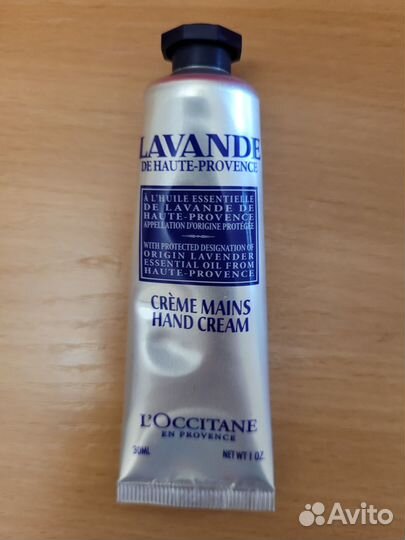 LAVANDE
DE HAUTE-PROVENCE
À L'HUILE ESSENTIELLE
DE LAVANDE DE
HAUTE-PROVENCE
APPELLATION D'ORIGINE PROTÉGÉE
WITH PROTECTED DESIGNATION OF
ORIGIN LAVENDER
ESSENTIAL OIL FROM
HAUTE-PROVENCE
CRÈME MAINS
HAND CREAM
L'OCCITANE
EN PROVENCE
30ML NET WT 1 OZ.
Avito